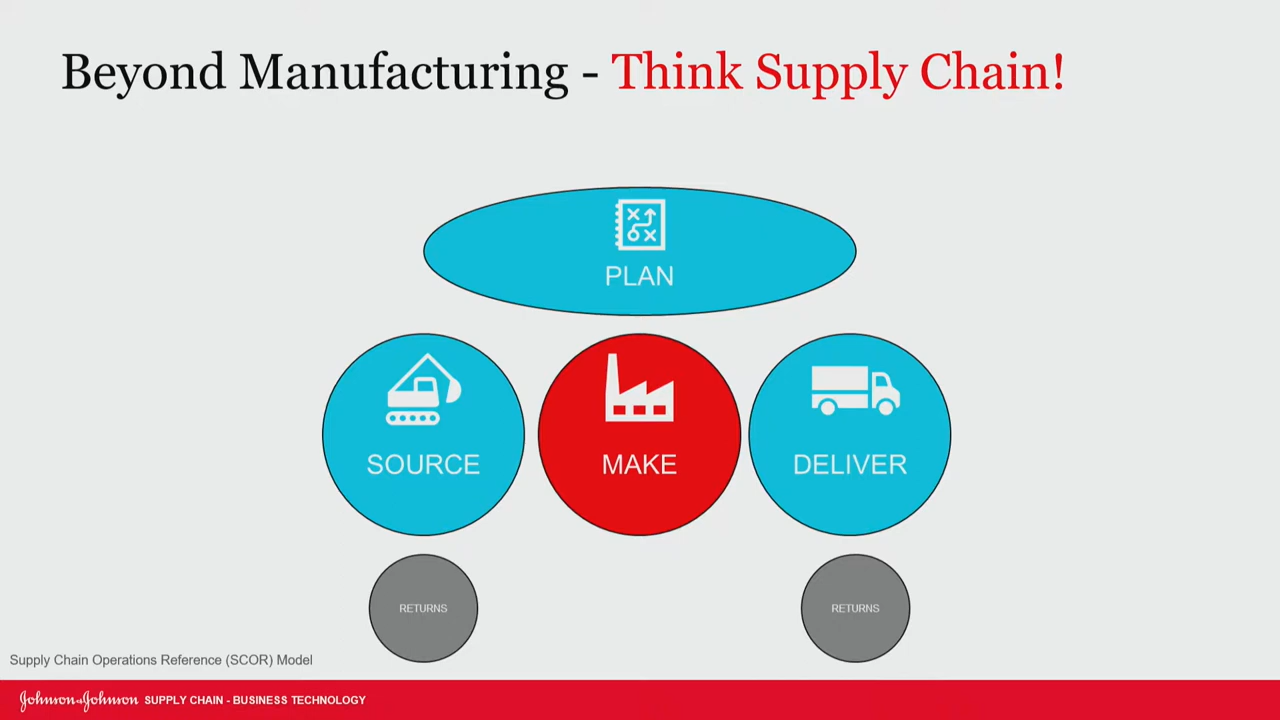 Beyond Manufacturing - Think Supply Chain!
PLAN
SOURCE
MAKE
DELIVER
RETURNS
RETURNS
Supply Chain Operations Reference (SCOR) Model
Johnson & Johnson SUPPLY CHAIN - BUSINESS TECHNOLOGY